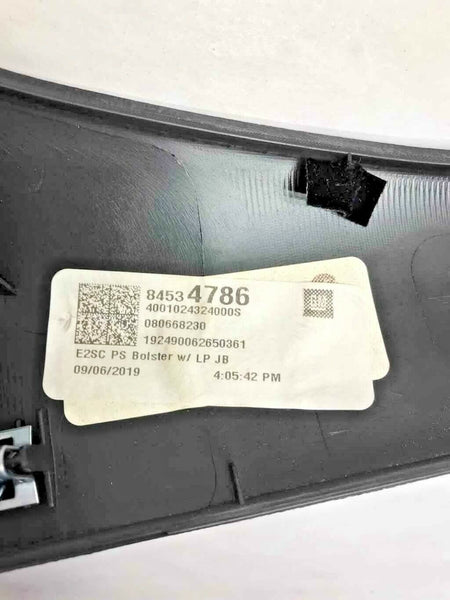 84534786
4001024324000S
080668230
192490062650361
E2SC PS Bolster w/ LP JB
09/06/2019 4:05:42 PM